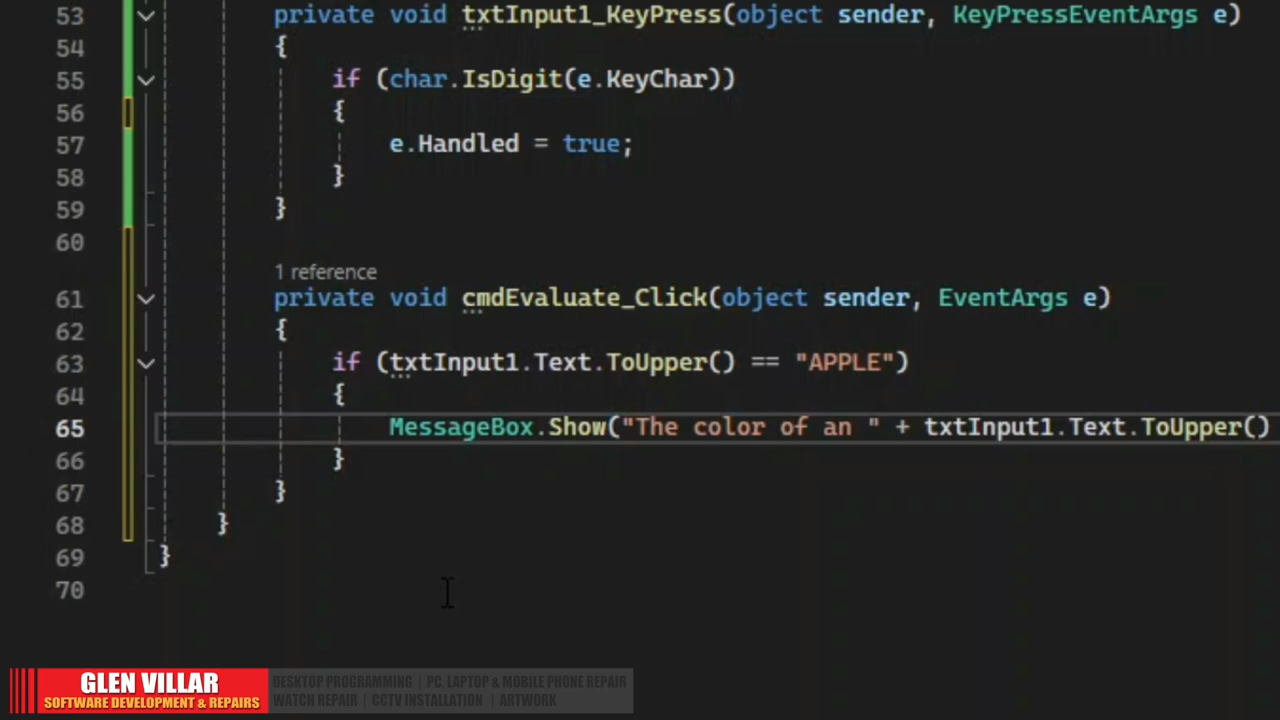 53 private void txtInput1_KeyPress(object sender, KeyPressEventArgs e)
54 {
55 if (char.IsDigit(e.KeyChar))
56 {
57 e.Handled = true;
58 }
59 }
60
1 reference
61 private void cmdEvaluate_Click(object sender, EventArgs e)
62 {
63 if (txtInput1.Text.ToUpper() == "APPLE")
64 {
65 MessageBox.Show("The color of an " + txtInput1.Text.ToUpper()
66 }
67 }
68 }
69 }
70
GLEN VILLAR
SOFTWARE DEVELOPMENT & REPAIRS
DESKTOP PROGRAMMING | PC, LAPTOP & MOBILE PHONE REPAIR
WATCH REPAIR | CCTV INSTALLATION | ARTWORK